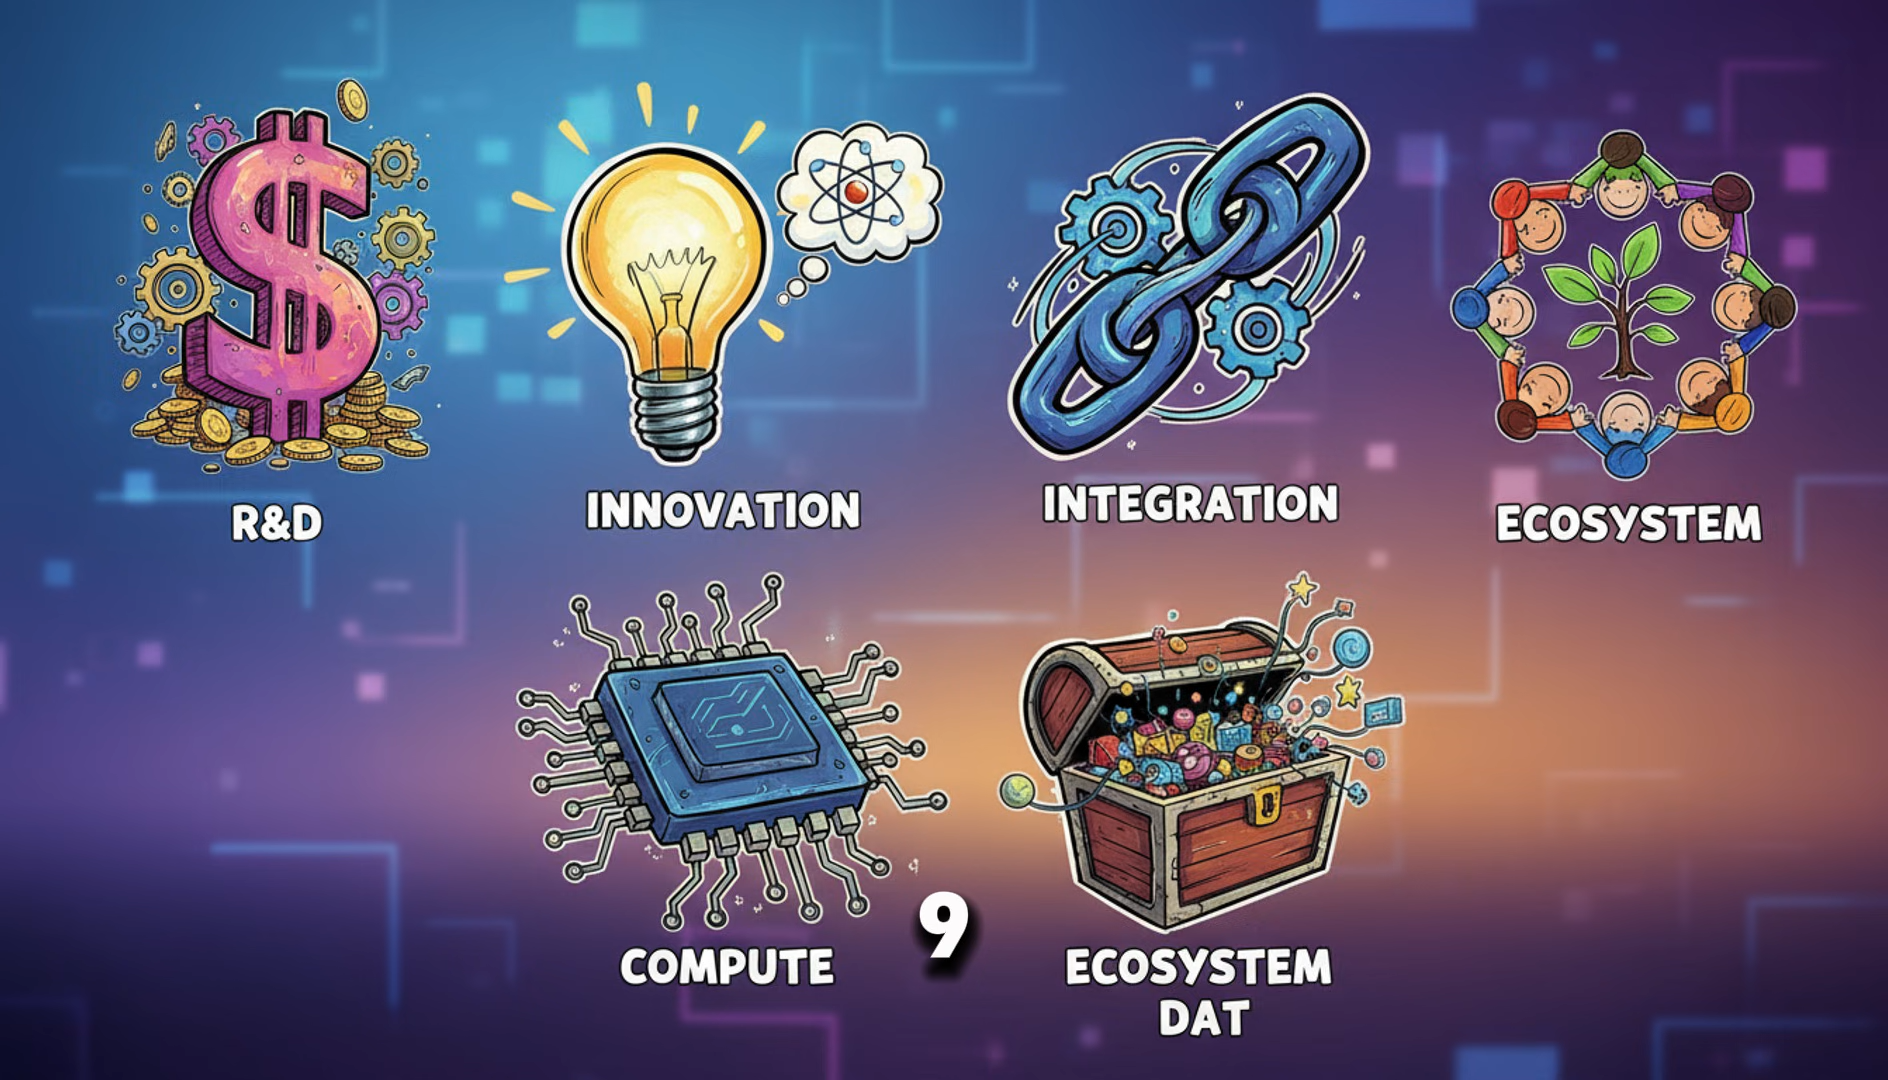 R&D
INNOVATION
INTEGRATION
ECOSYSTEM
COMPUTE
9
ECOSYSTEM
DAT